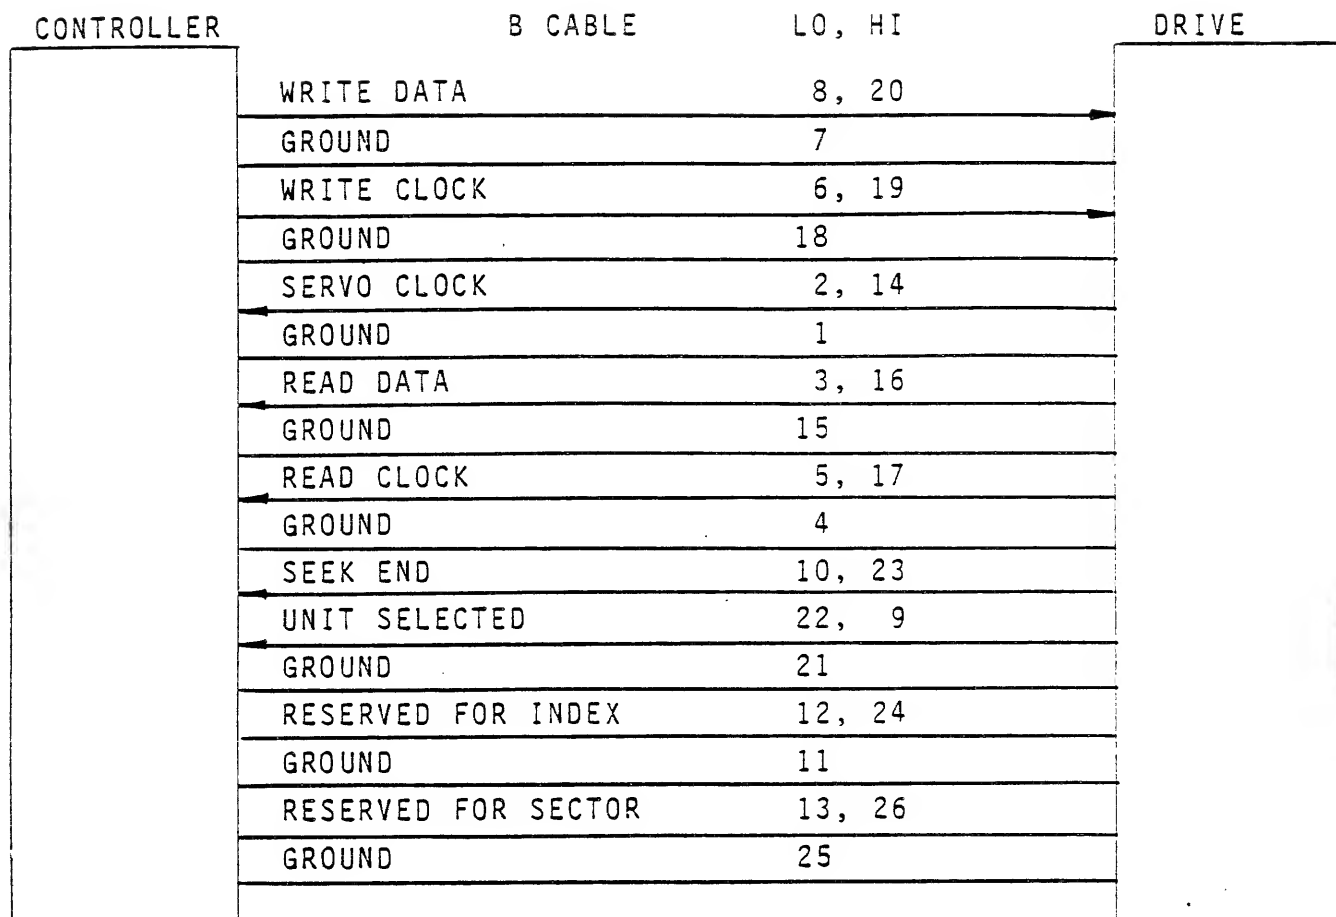 CONTROLLER B CABLE LO, HI DRIVE
WRITE DATA 8, 20
GROUND 7
WRITE CLOCK 6, 19
GROUND 18
SERVO CLOCK 2, 14
GROUND 1
READ DATA 3, 16
GROUND 15
READ CLOCK 5, 17
GROUND 4
SEEK END 10, 23
UNIT SELECTED 22, 9
GROUND 21
RESERVED FOR INDEX 12, 24
GROUND 11
RESERVED FOR SECTOR 13, 26
GROUND 25